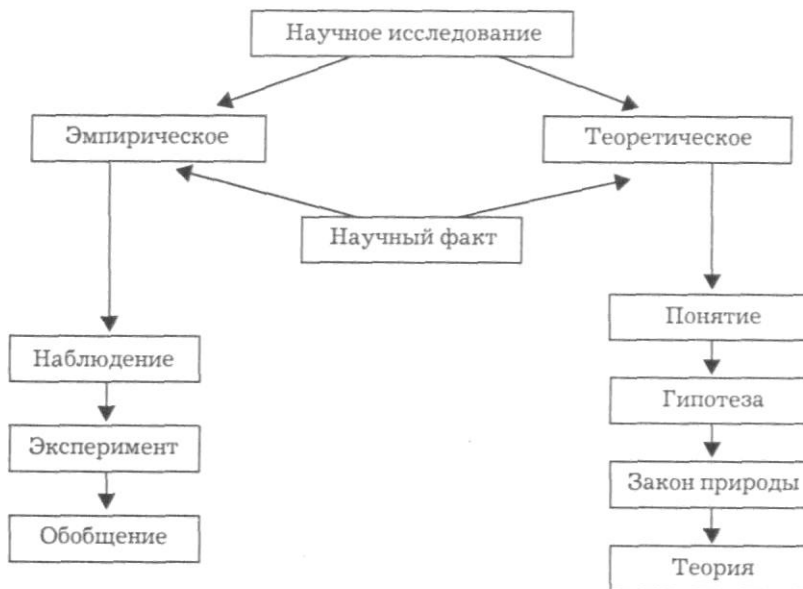 Научное исследование
Эмпирическое
Теоретическое
Научный факт
Наблюдение
Эксперимент
Обобщение
Понятие
Гипотеза
Закон природы
Теория